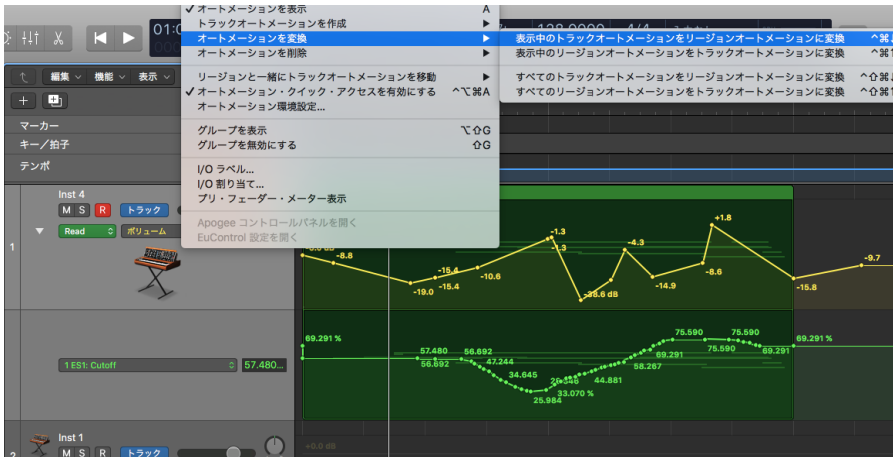 ✓オートメーションを表示 A
トラックオートメーションを作成 ▶
オートメーションを変換 ▶
オートメーションを削除 ▶
リージョンと一緒にトラックオートメーションを移動 ▶
✓オートメーション・クイック・アクセスを有効にする ^⌥⌘A
オートメーション環境設定...
グループを表示 ⌥⇧G
グループを無効にする ⇧G
I/O ラベル...
I/O 割り当て...
プリ・フェーダー・メーター表示
Apogee コントロールパネルを開く
EuControl 設定を開く
表示中のトラックオートメーションをリージョンオートメーションに変換
表示中のリージョンオートメーションをトラックオートメーションに変換
すべてのトラックオートメーションをリージョンオートメーションに変換
すべてのリージョンオートメーションをトラックオートメーションに変換
編集 機能 表示
マーカー
キー／拍子
テンポ
1
Inst 4
M S R トラック
Read ボリューム
-8.8
-19.0
-15.4
-15.4
-10.6
-1.3
-1.3
-38.6 dB
-4.3
-14.9
-8.6
+1.8
-15.8
-9.7
1 ES1: Cutoff 57.480...
69.291 %
57.480
56.692
56.692
47.244
34.645
25.984
33.070 %
44.881
58.267
69.291
75.590
75.590
75.590
69.291
69.291 %
2
Inst 1
M S R トラック
+0.0 dB